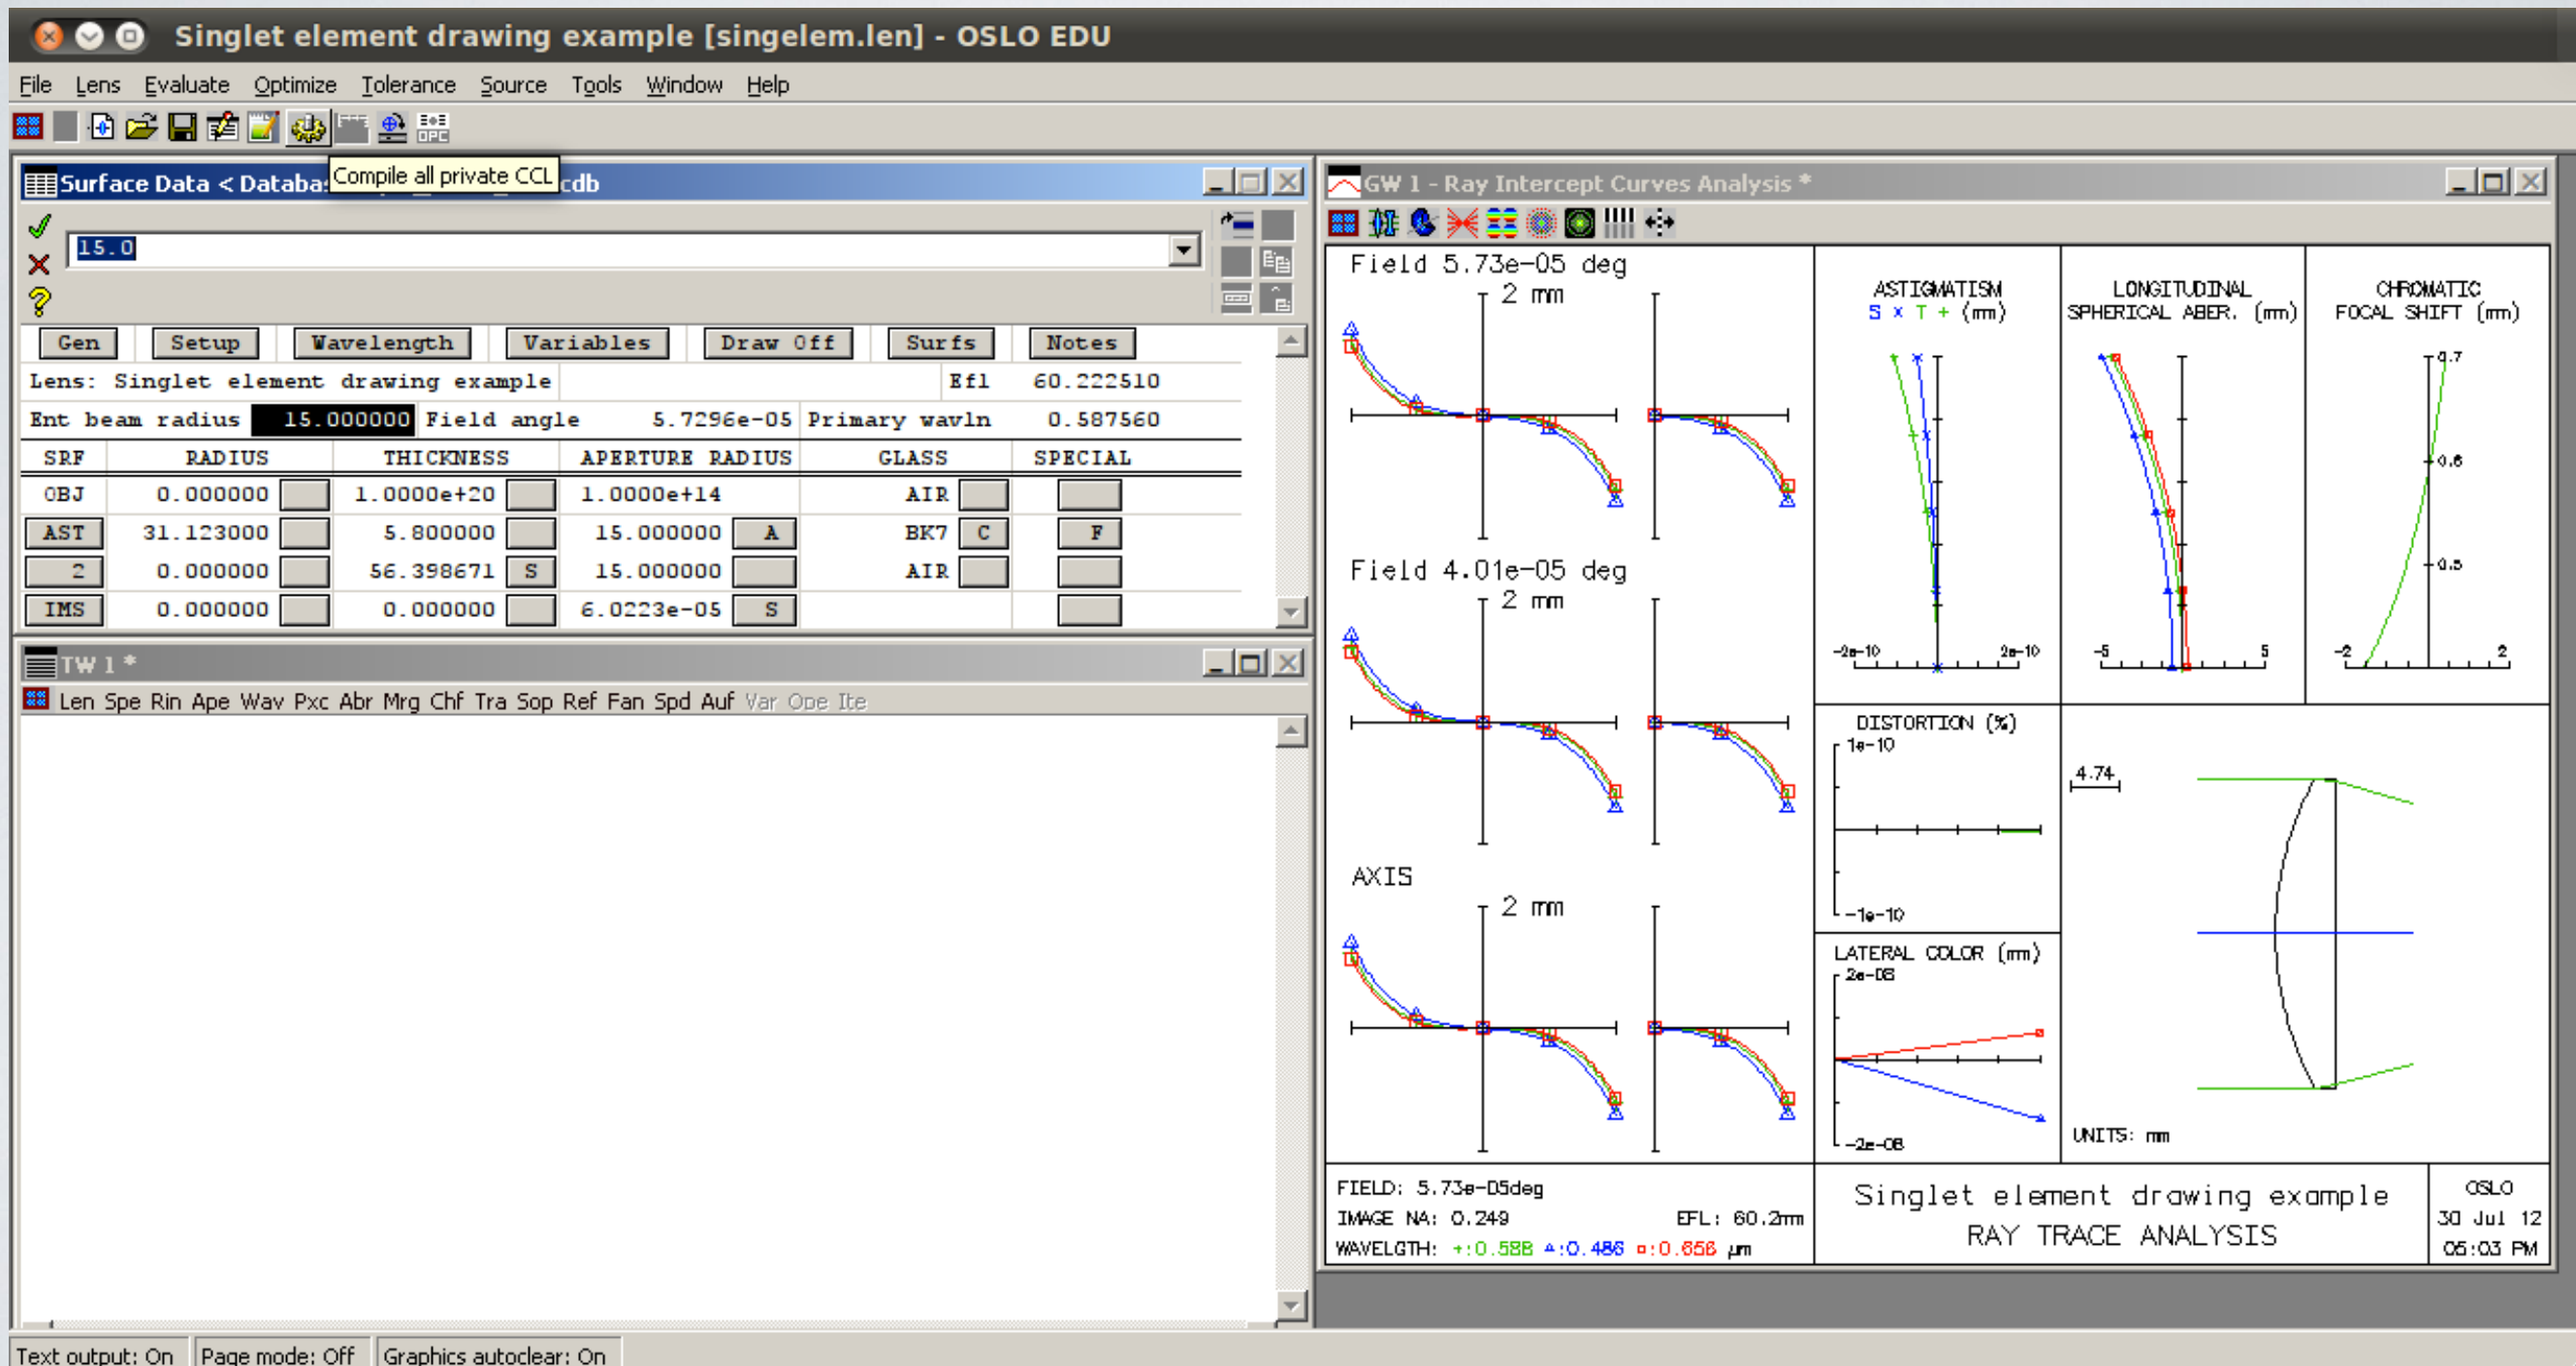 Singlet element drawing example [singelem.len] - OSLO EDU
File Lens Evaluate Optimize Tolerance Source Tools Window Help
Compile all private CCL
Surface Data < Databa cdb
15.0
Gen Setup Wavelength Variables Draw Off Surfs Notes
Lens: Singlet element drawing example Efl 60.222510
Ent beam radius 15.000000 Field angle 5.7296e-05 Primary wavln 0.587560
SRF RADIUS THICKNESS APERTURE RADIUS GLASS SPECIAL
OBJ 0.000000 1.0000e+20 1.0000e+14 AIR
AST 31.123000 5.800000 15.000000 A BK7 C F
2 0.000000 56.398671 S 15.000000 AIR
IMS 0.000000 0.000000 6.0223e-05 S
TW 1 *
Len Spe Rin Ape Wav Pxc Abr Mrg Chf Tra Sop Ref Fan Spd Auf Var Ope Ite
GW 1 - Ray Intercept Curves Analysis *
Field 5.73e-05 deg
2 mm
Field 4.01e-05 deg
2 mm
AXIS
2 mm
ASTIGMATISM
S × T + (mm)
-2e-10 2e-10
LONGITUDINAL
SPHERICAL ABER. (mm)
-5 5
CHROMATIC
FOCAL SHIFT (mm)
0.7
0.6
0.5
-2 2
DISTORTION (%)
1e-10
-1e-10
LATERAL COLOR (mm)
2e-08
-2e-08
4.74
UNITS: mm
FIELD: 5.73e-05deg
IMAGE NA: 0.249 EFL: 60.2mm
WAVELGTH: +:0.588 ▵:0.486 ▫:0.656 µm
Singlet element drawing example
RAY TRACE ANALYSIS
OSLO
30 Jul 12
05:03 PM
Text output: On Page mode: Off Graphics autoclear: On